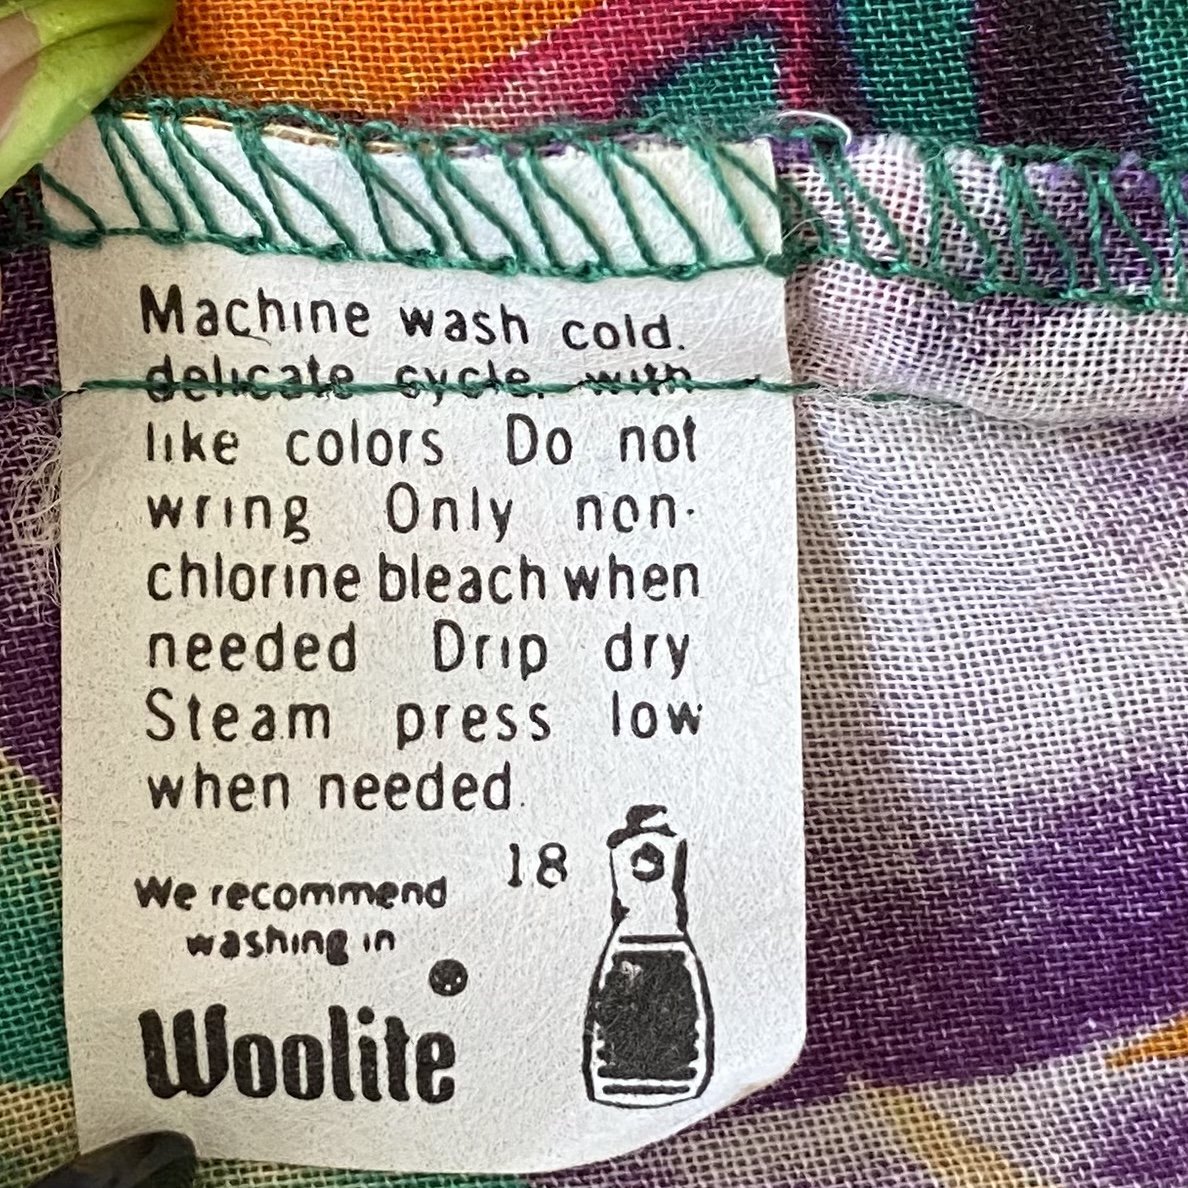 Machine wash cold.
delicate cycle. with
like colors Do not
wring Only non-
chlorine bleach when
needed Drip dry
Steam press low
when needed.
18
We recommend
washing in
Woolite